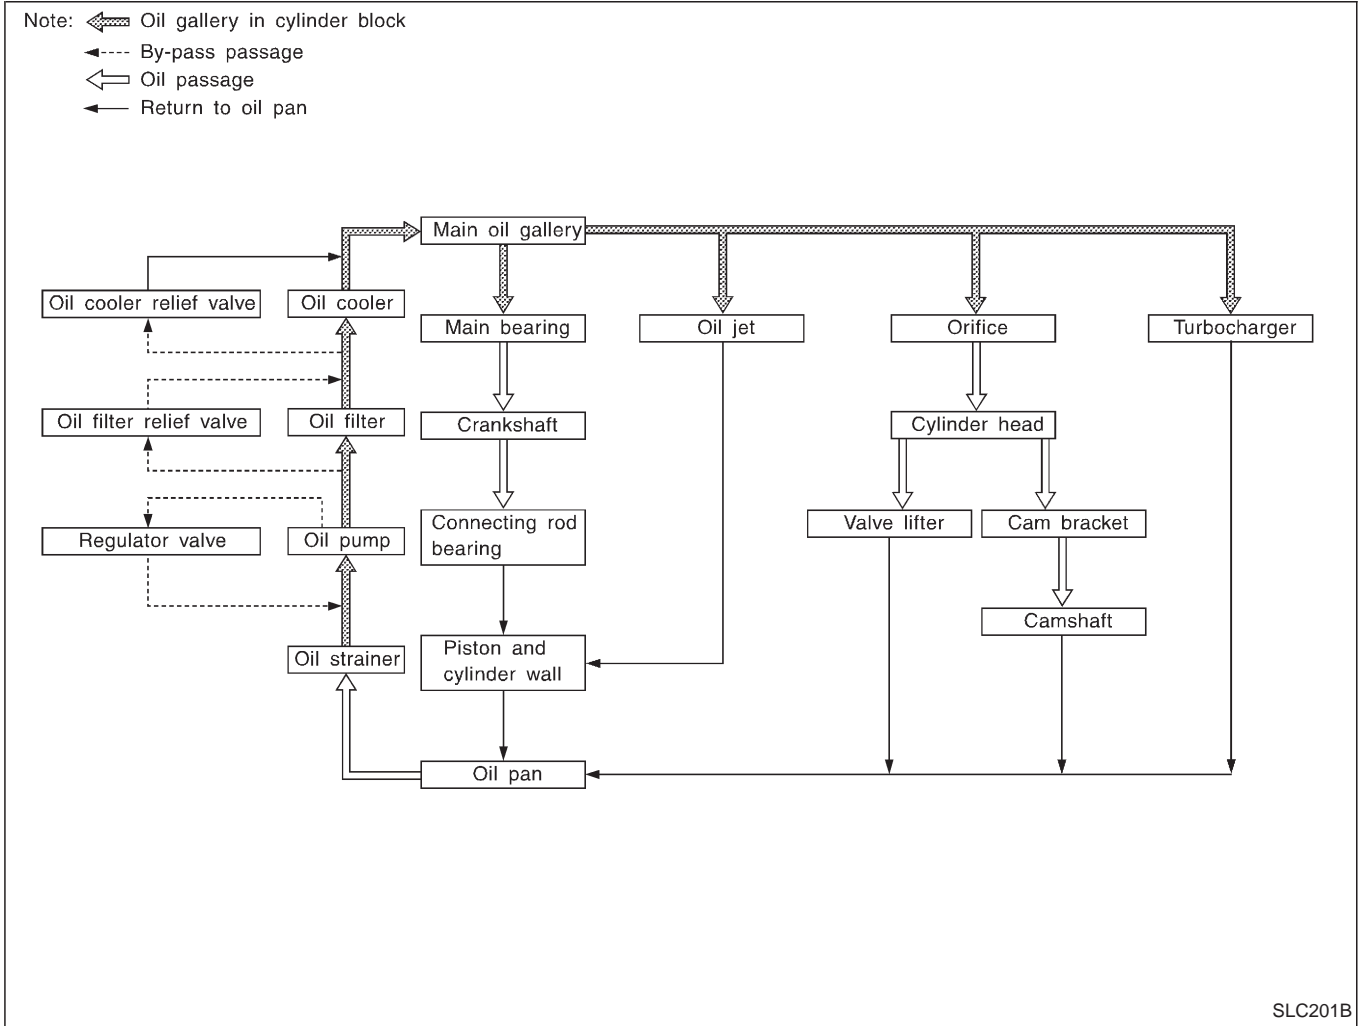 Note: Oil gallery in cylinder block
By-pass passage
Oil passage
Return to oil pan
Main oil gallery
Oil cooler relief valve
Oil cooler
Main bearing
Oil jet
Orifice
Turbocharger
Oil filter relief valve
Oil filter
Crankshaft
Cylinder head
Connecting rod
bearing
Valve lifter
Cam bracket
Regulator valve
Oil pump
Camshaft
Oil strainer
Piston and
cylinder wall
Oil pan
SLC201B